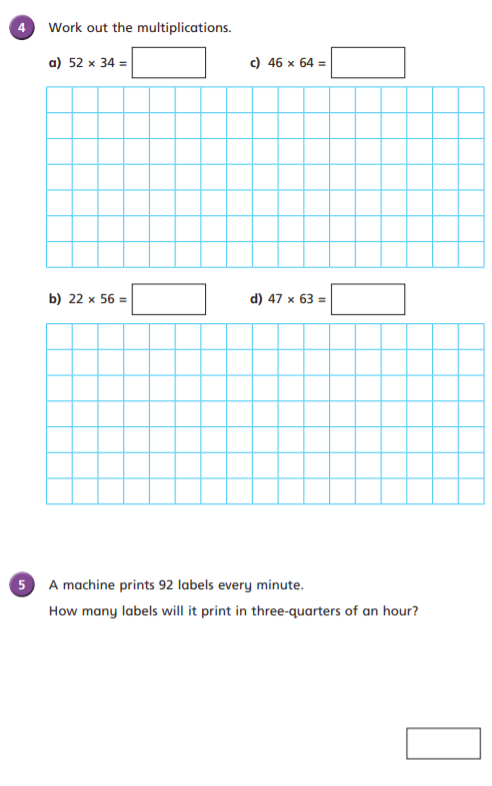 4 Work out the multiplications.
a) 52 × 34 =
c) 46 × 64 =
b) 22 × 56 =
d) 47 × 63 =
5 A machine prints 92 labels every minute.
How many labels will it print in three-quarters of an hour?